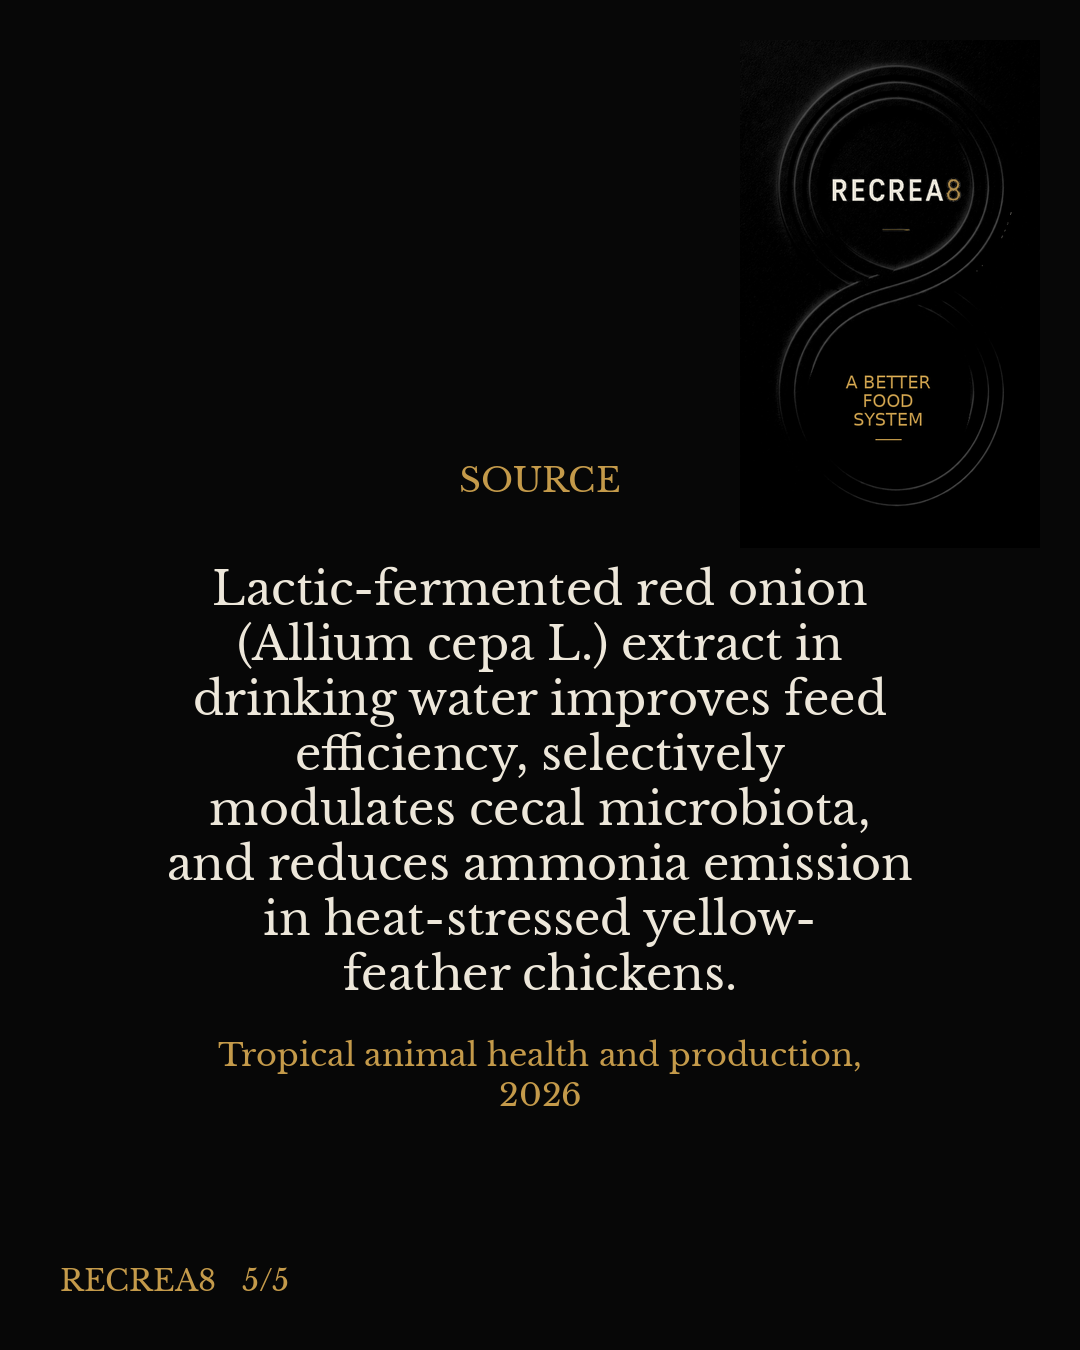 RECREA8
A BETTER
FOOD
SYSTEM
SOURCE
Lactic-fermented red onion
(Allium cepa L.) extract in
drinking water improves feed
efficiency, selectively
modulates cecal microbiota,
and reduces ammonia emission
in heat-stressed yellow-
feather chickens.
Tropical animal health and production,
2026
RECREA8 5/5